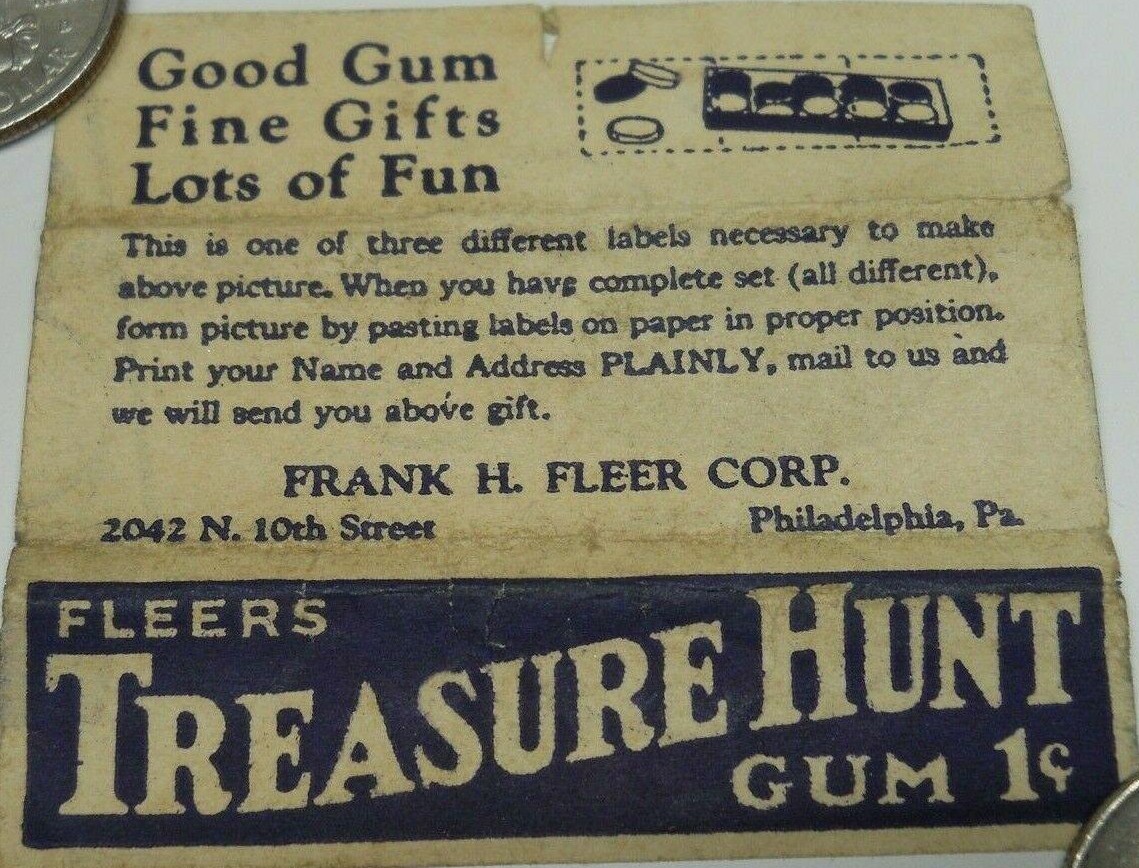 Good Gum
Fine Gifts
Lots of Fun
This is one of three different labels necessary to make
above picture. When you have complete set (all different),
form picture by pasting labels on paper in proper position.
Print your Name and Address PLAINLY, mail to us and
we will send you above gift.
FRANK H. FLEER CORP.
2042 N. 10th Street Philadelphia, Pa.
FLEERS
TREASURE HUNT
GUM 1¢